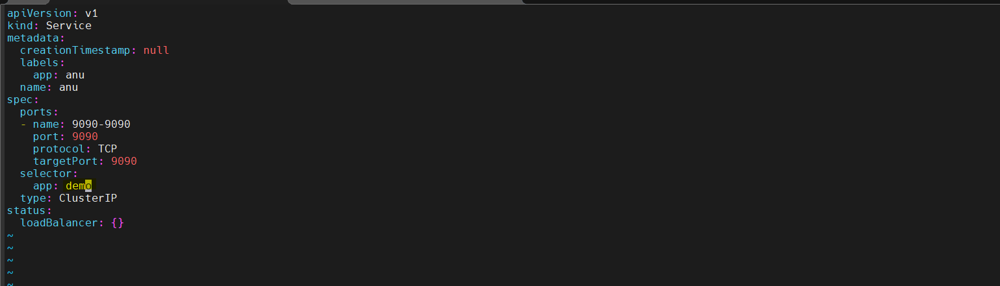 apiVersion: v1
kind: Service
metadata:
  creationTimestamp: null
  labels:
    app: anu
  name: anu
spec:
  ports:
  - name: 9090-9090
    port: 9090
    protocol: TCP
    targetPort: 9090
  selector:
    app: demo
  type: ClusterIP
status:
  loadBalancer: {}
~
~
~
~
~